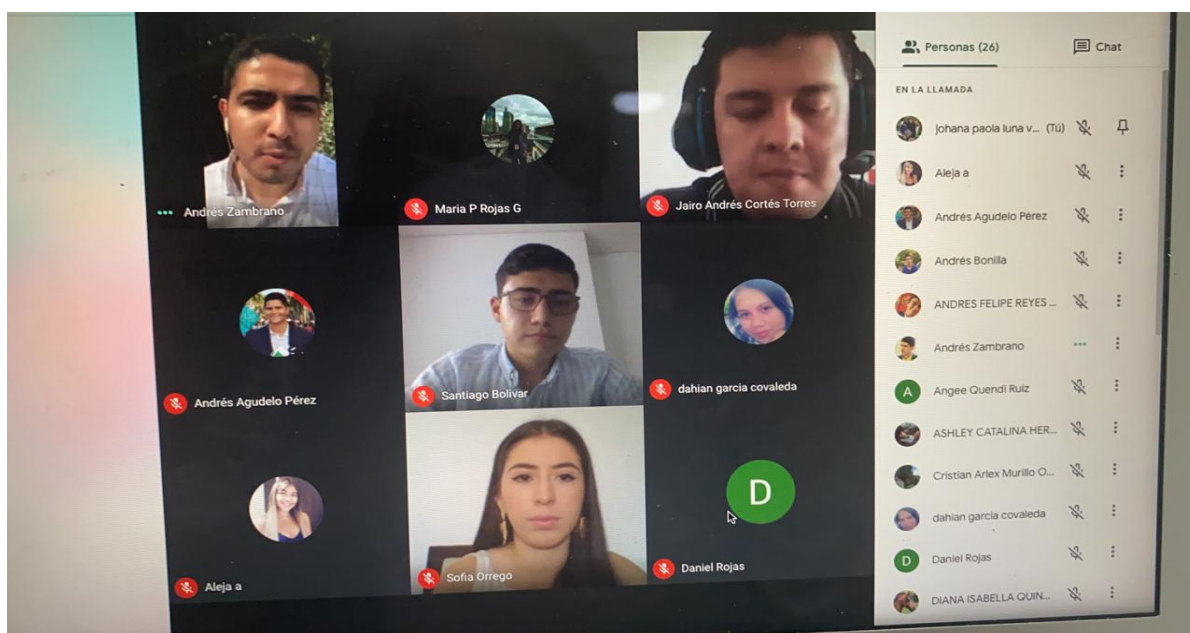 Andrés Zambrano
Maria P Rojas G
Jairo Andrés Cortés Torres
Andrés Agudelo Pérez
Santiago Bolivar
dahian garcia covaleda
Aleja a
Sofia Orrego
D
Daniel Rojas
Personas (26)
Chat
EN LA LLAMADA
johana paola luna v... (Tú)
Aleja a
Andrés Agudelo Pérez
Andrés Bonilla
ANDRES FELIPE REYES ...
Andrés Zambrano
A Angee Quendi Ruiz
ASHLEY CATALINA HER...
Cristian Arlex Murillo O...
dahian garcia covaleda
D Daniel Rojas
DIANA ISABELLA QUIN...